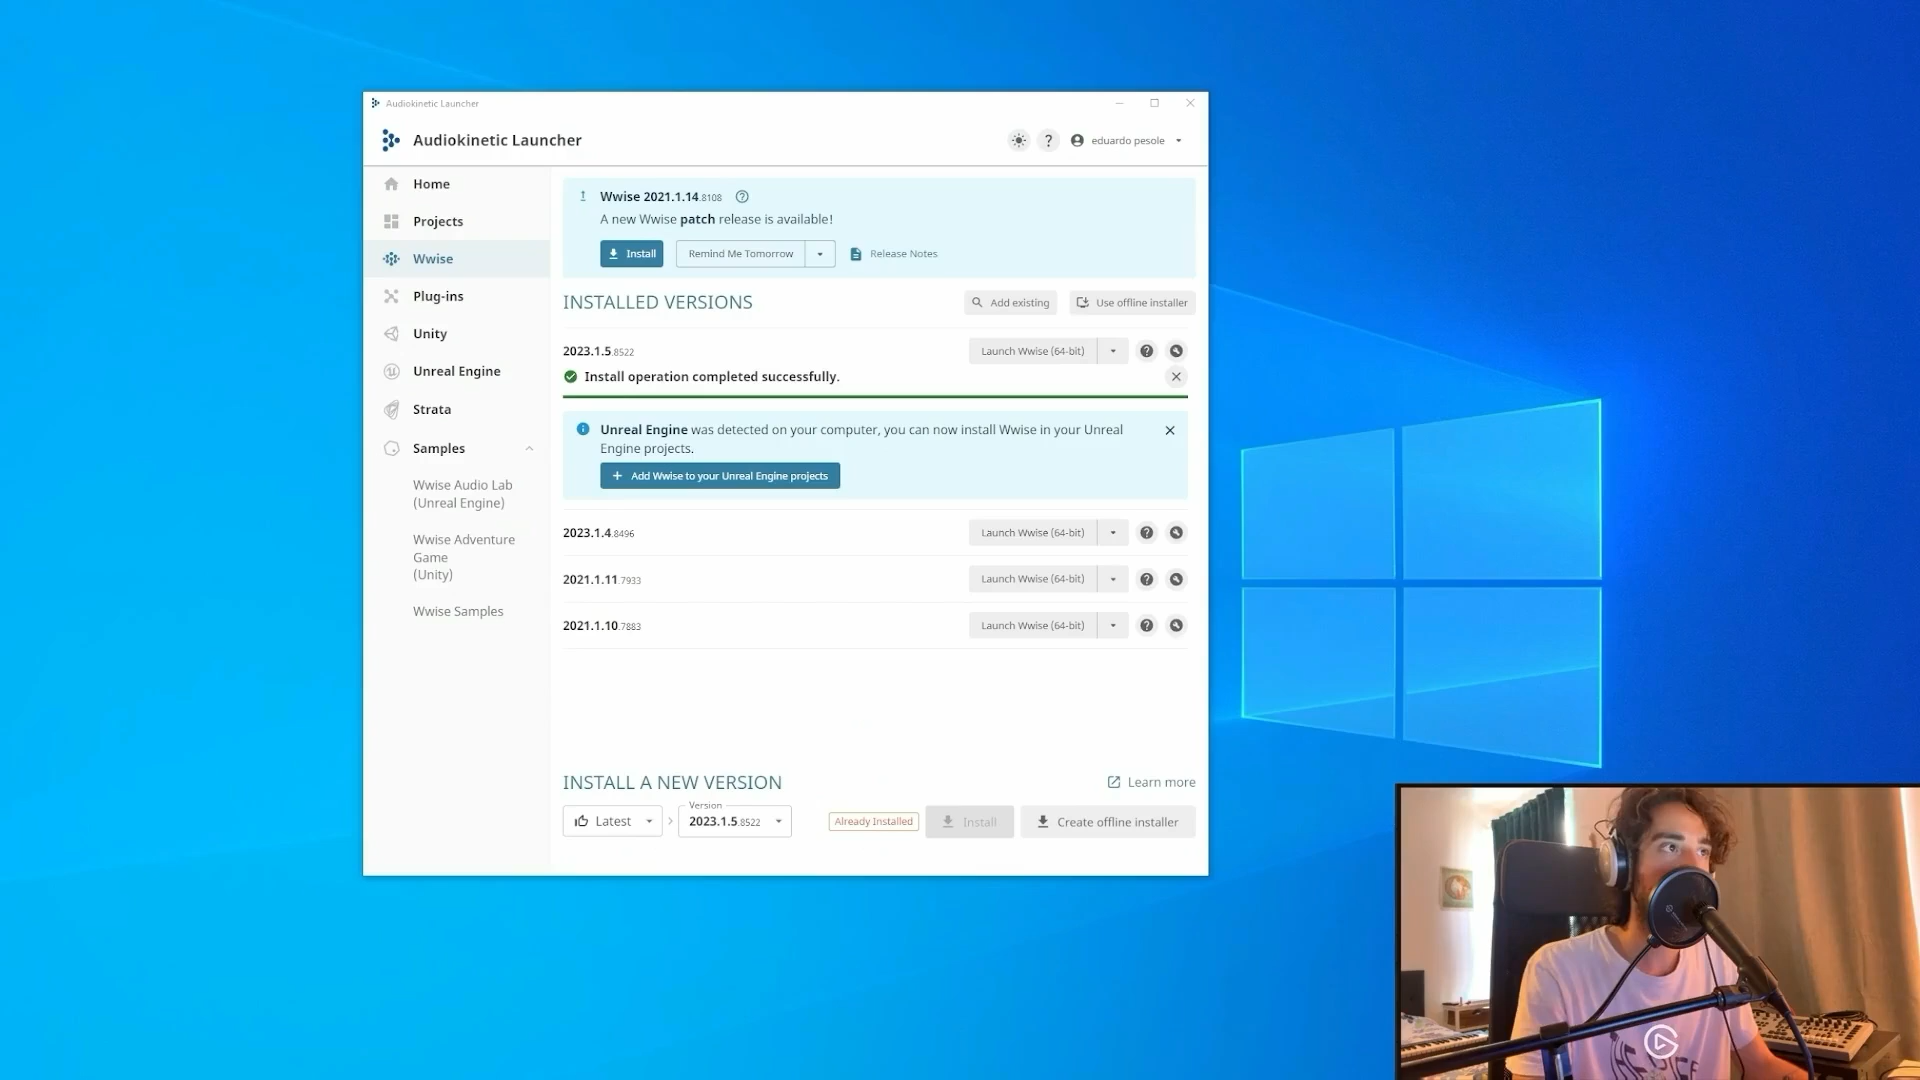 Audiokinetic Launcher
Audiokinetic Launcher
? eduardo pesole
Home
Projects
Wwise
Plug-ins
Unity
Unreal Engine
Strata
Samples
Wwise Audio Lab
(Unreal Engine)
Wwise Adventure
Game
(Unity)
Wwise Samples
Wwise 2021.1.14.8108
A new Wwise patch release is available!
Install
Remind Me Tomorrow
Release Notes
INSTALLED VERSIONS
Add existing
Use offline installer
2023.1.5.8522
Launch Wwise (64-bit)
Install operation completed successfully.
Unreal Engine was detected on your computer, you can now install Wwise in your Unreal
Engine projects.
+ Add Wwise to your Unreal Engine projects
2023.1.4.8496
Launch Wwise (64-bit)
2021.1.11.7933
Launch Wwise (64-bit)
2021.1.10.7883
Launch Wwise (64-bit)
INSTALL A NEW VERSION
Learn more
Latest
Version
2023.1.5.8522
Already Installed
Install
Create offline installer